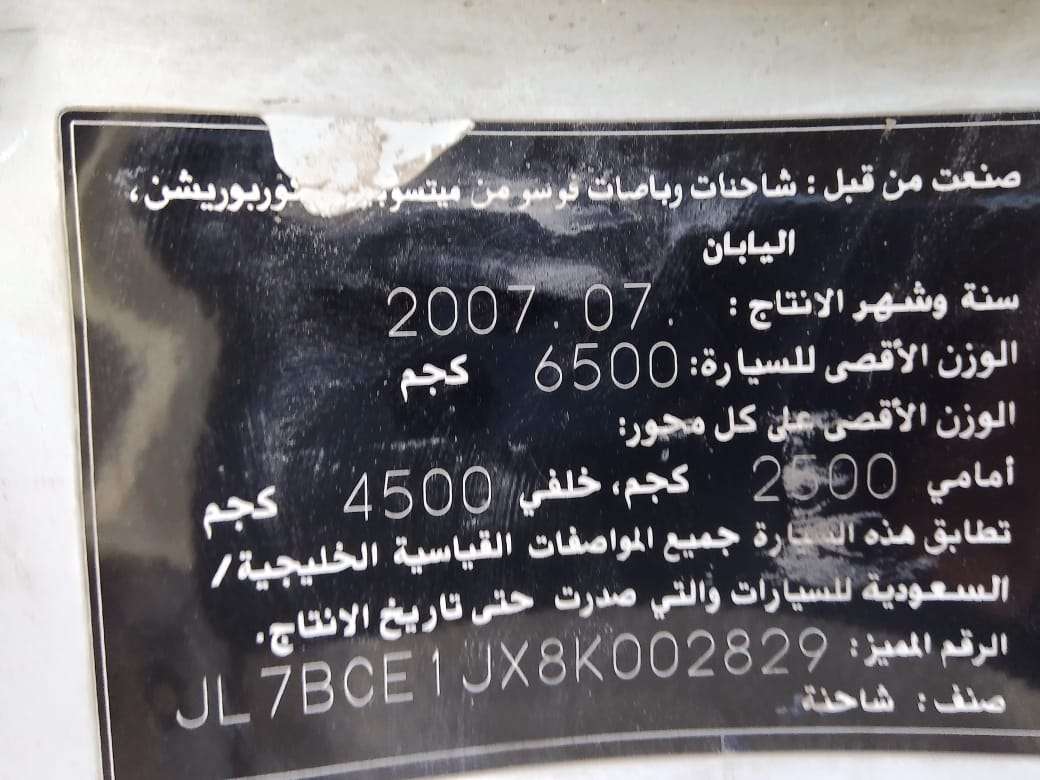 صنعت من قبل : شاحنات وباصات فوسو من ميتسوبيشي كوربوريشن،
اليابان
سنة وشهر الانتاج : 2007.07.
الوزن الأقصى للسيارة: 6500 كجم
الوزن الأقصى على كل محور:
أمامي 2500 كجم، خلفي 4500 كجم
تطابق هذه السيارة جميع المواصفات القياسية الخليجية/
السعودية للسيارات والتي صدرت حتى تاريخ الانتاج.
الرقم المميز: JL7BCE1JX8K002829
صنف: شاحنة